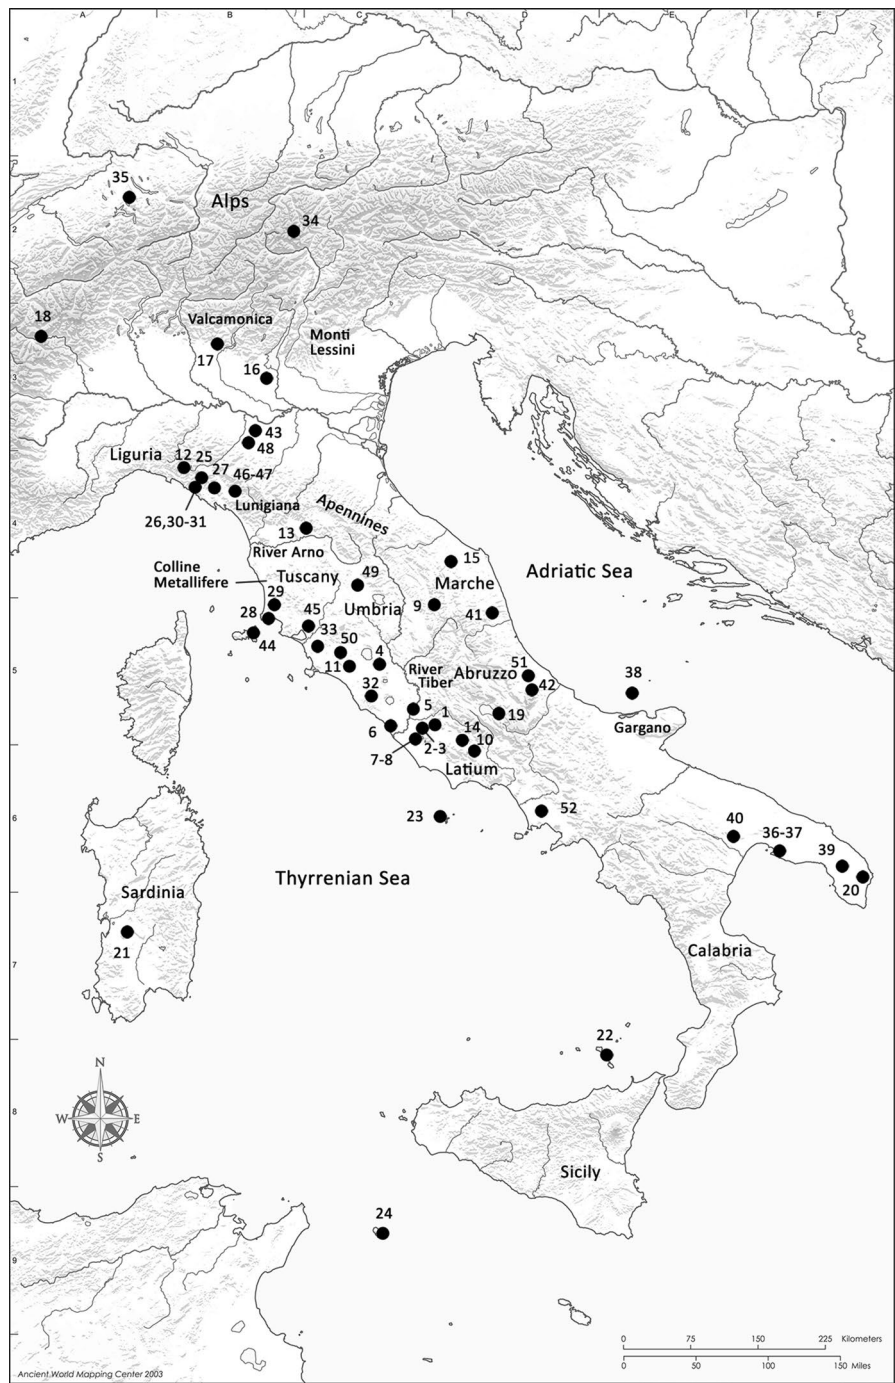 A B C D E F
1
35
Alps
34
2
18
Valcamonica
Monti
Lessini
17
16
3
43
48
Liguria
12 25
27
46-47
Lunigiana
26,30-31
Apennines
4
13
River Arno
15
Colline
Metallifere
Tuscany
49
Marche
Adriatic Sea
29
Umbria
9
28
45
41
33
44
50
4
11
River
Tiber
Abruzzo
51
5
38
32
42
5
1
19
Gargano
6
14
10
7-8
2-3
Latium
23
52
6
40
36-37
39
20
Thyrrenian Sea
Sardinia
21
Calabria
7
22
N
W E
S
8
Sicily
24
9
0 75 150 225 Kilometers
0 50 100 150 Miles
Ancient World Mapping Center 2003